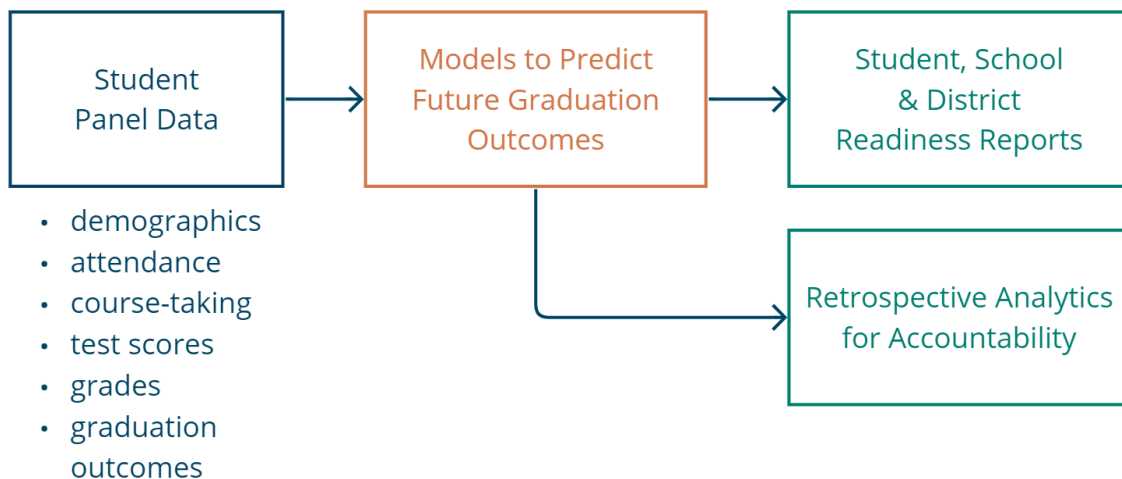 Student
Panel Data
Models to Predict
Future Graduation
Outcomes
Student, School
& District
Readiness Reports
• demographics
• attendance
• course-taking
• test scores
• grades
• graduation
outcomes
Retrospective Analytics
for Accountability